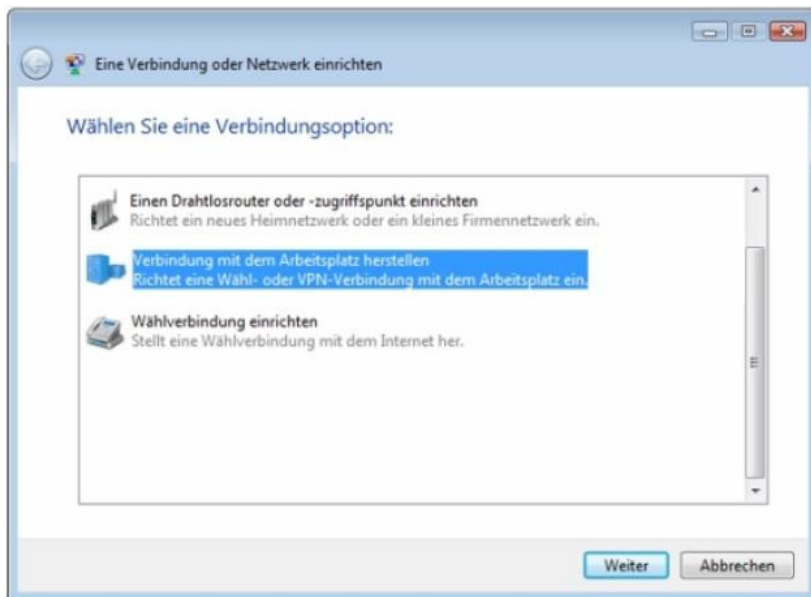 Eine Verbindung oder Netzwerk einrichten
Wählen Sie eine Verbindungsoption:
Einen Drahtlosrouter oder -zugriffspunkt einrichten
Richtet ein neues Heimnetzwerk oder ein kleines Firmennetzwerk ein.
Verbindung mit dem Arbeitsplatz herstellen
Richtet eine Wähl- oder VPN-Verbindung mit dem Arbeitsplatz ein.
Wählverbindung einrichten
Stellt eine Wählverbindung mit dem Internet her.
Weiter Abbrechen